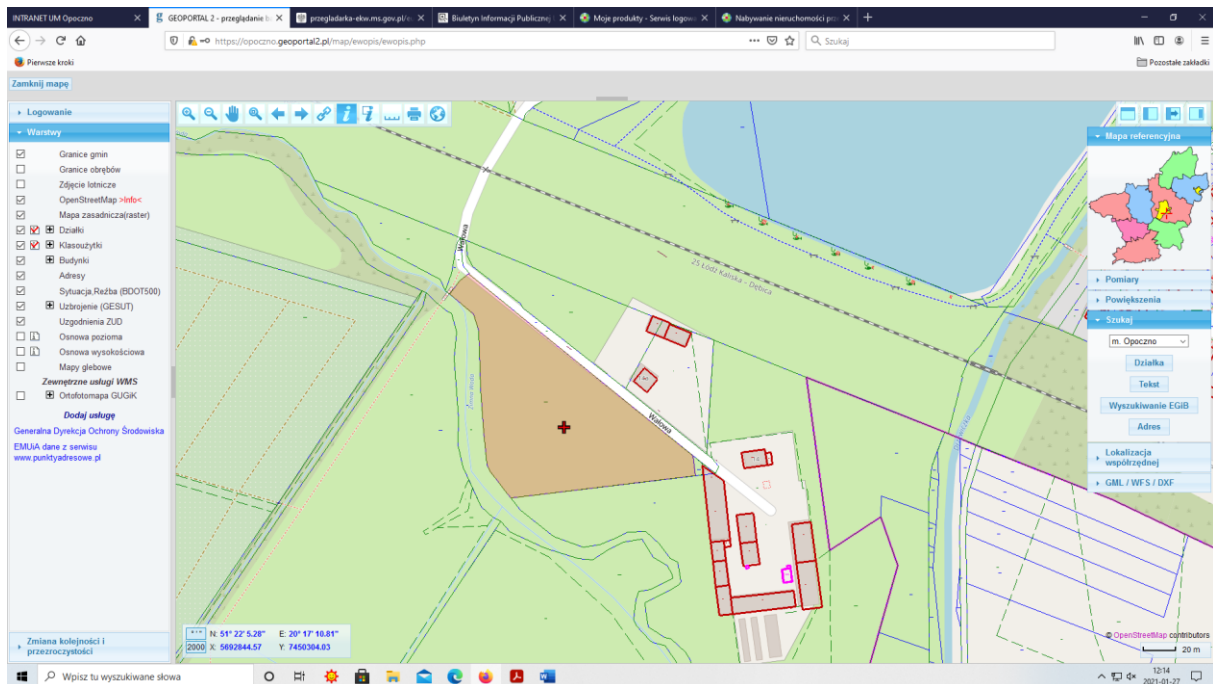 INTRANET UM Opoczno
GEOPORTAL 2 - przeglądanie ba
przegladarka-ekw.ms.gov.pl/e
Biuletyn Informacji Publicznej
Moje produkty - Serwis logow
Nabywanie nieruchomości prz
https://opoczno.geoportal2.pl/map/ewopis/ewopis.php
Szukaj
Pierwsze kroki
Pozostałe zakładki
Zamknij mapę
Logowanie
Warstwy
Granice gmin
Granice obrębów
Zdjęcie lotnicze
OpenStreetMap >Info<
Mapa zasadnicza(raster)
Działki
Klasoużytki
Budynki
Adresy
Sytuacja,Reźba (BDOT500)
Uzbrojenie (GESUT)
Uzgodnienia ZUD
Osnowa pozioma
Osnowa wysokościowa
Mapy glebowe
Zewnętrzne usługi WMS
Ortofotomapa GUGiK
Dodaj usługę
Generalna Dyrekcja Ochrony Środowiska
EMUiA dane z serwisu
www.punktyadresowe.pl
Zmiana kolejności i
przezroczystości
Wałowa
25 Łódź Kaliska - Dębica
Wałowa
N: 51° 22' 5.28" E: 20° 17' 10.81"
2000 X: 5692844.57 Y: 7450304.03
Mapa referencyjna
Pomiary
Powiększenia
Szukaj
m. Opoczno
Działka
Tekst
Wyszukiwanie EGiB
Adres
Lokalizacja
współrzędnej
GML / WFS / DXF
© OpenStreetMap contributors
20 m
Wpisz tu wyszukiwane słowa
12:14
2021-01-27